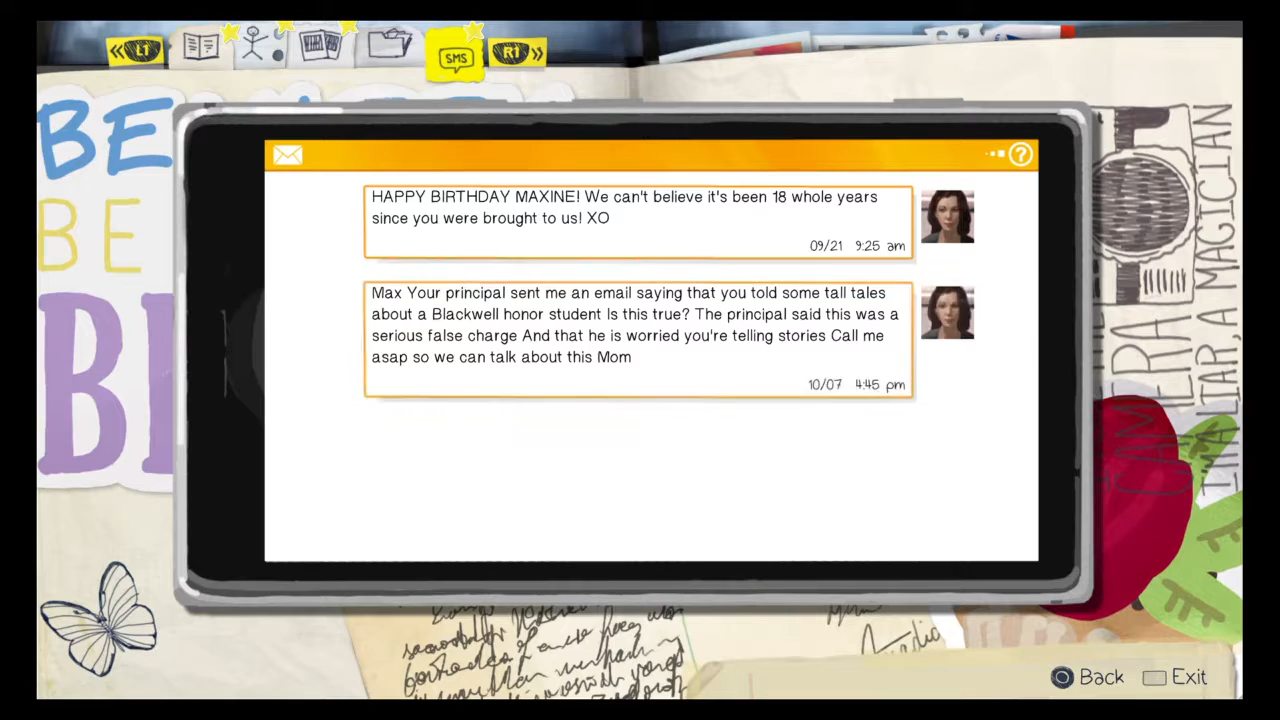 L1
SMS
R1
BE
BE
HAPPY BIRTHDAY MAXINE! We can't believe it's been 18 whole years
since you were brought to us! XO
09/21 9:25 am
Max Your principal sent me an email saying that you told some tall tales
about a Blackwell honor student Is this true? The principal said this was a
serious false charge And that he is worried you're telling stories Call me
asap so we can talk about this Mom
10/07 4:45 pm
?
CAMERA
I'M A LIAR, A MAGICIAN
Back
Exit